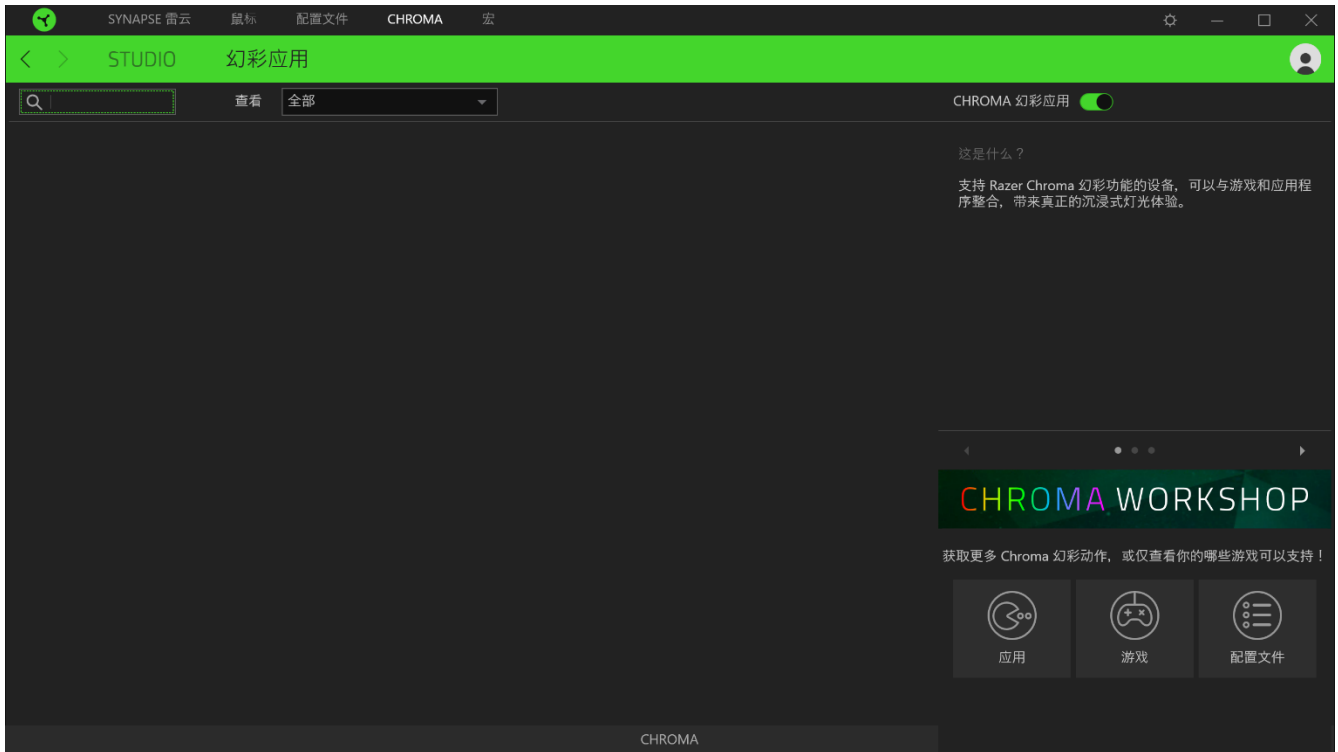 SYNAPSE 雷云 鼠标 配置文件 CHROMA 宏
STUDIO 幻彩应用
查看 全部 CHROMA 幻彩应用
这是什么？
支持 Razer Chroma 幻彩功能的设备，可以与游戏和应用程
序整合，带来真正的沉浸式灯光体验。
CHROMA WORKSHOP
获取更多 Chroma 幻彩动作，或仅查看你的哪些游戏可以支持！
应用 游戏 配置文件
CHROMA